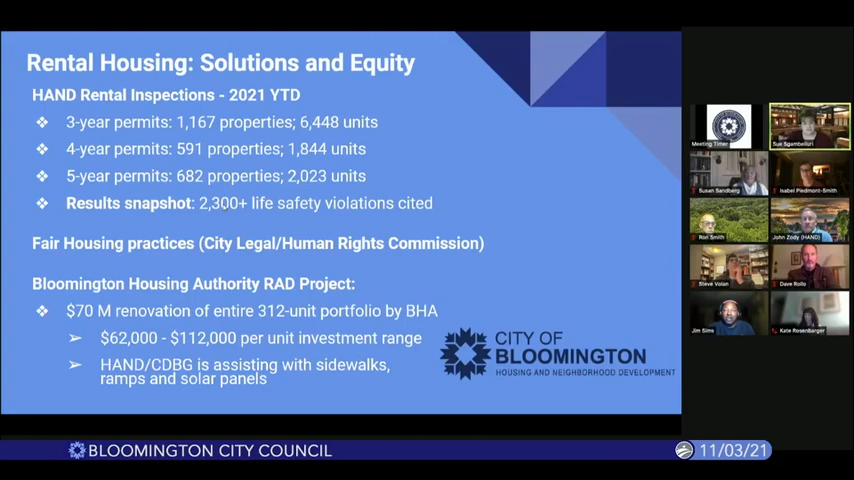 Rental Housing: Solutions and Equity
HAND Rental Inspections - 2021 YTD
❖ 3-year permits: 1,167 properties; 6,448 units
❖ 4-year permits: 591 properties; 1,844 units
❖ 5-year permits: 682 properties; 2,023 units
❖ Results snapshot: 2,300+ life safety violations cited
Fair Housing practices (City Legal/Human Rights Commission)
Bloomington Housing Authority RAD Project:
❖ $70 M renovation of entire 312-unit portfolio by BHA
➢ $62,000 - $112,000 per unit investment range
➢ HAND/CDBG is assisting with sidewalks,
ramps and solar panels
CITY OF
BLOOMINGTON
HOUSING AND NEIGHBORHOOD DEVELOPMENT
Meeting Timer
Sue Sgambelluri
Susan Sandberg
Isabel Piedmont-Smith
Ron Smith
John Zody (HAND)
Steve Volan
Dave Rollo
Jim Sims
Kate Rosenbarger
BLOOMINGTON CITY COUNCIL
11/03/21